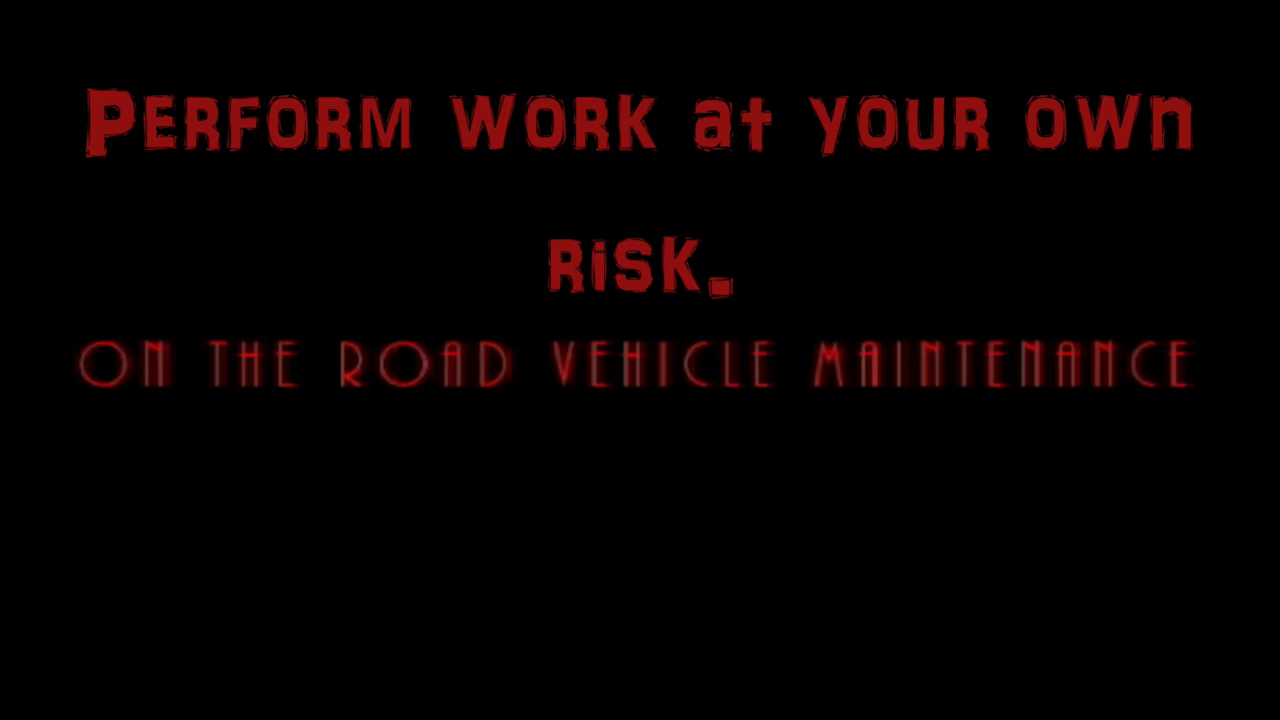 Perform work at your own
risk.
ON THE ROAD VEHICLE MAINTENANCE